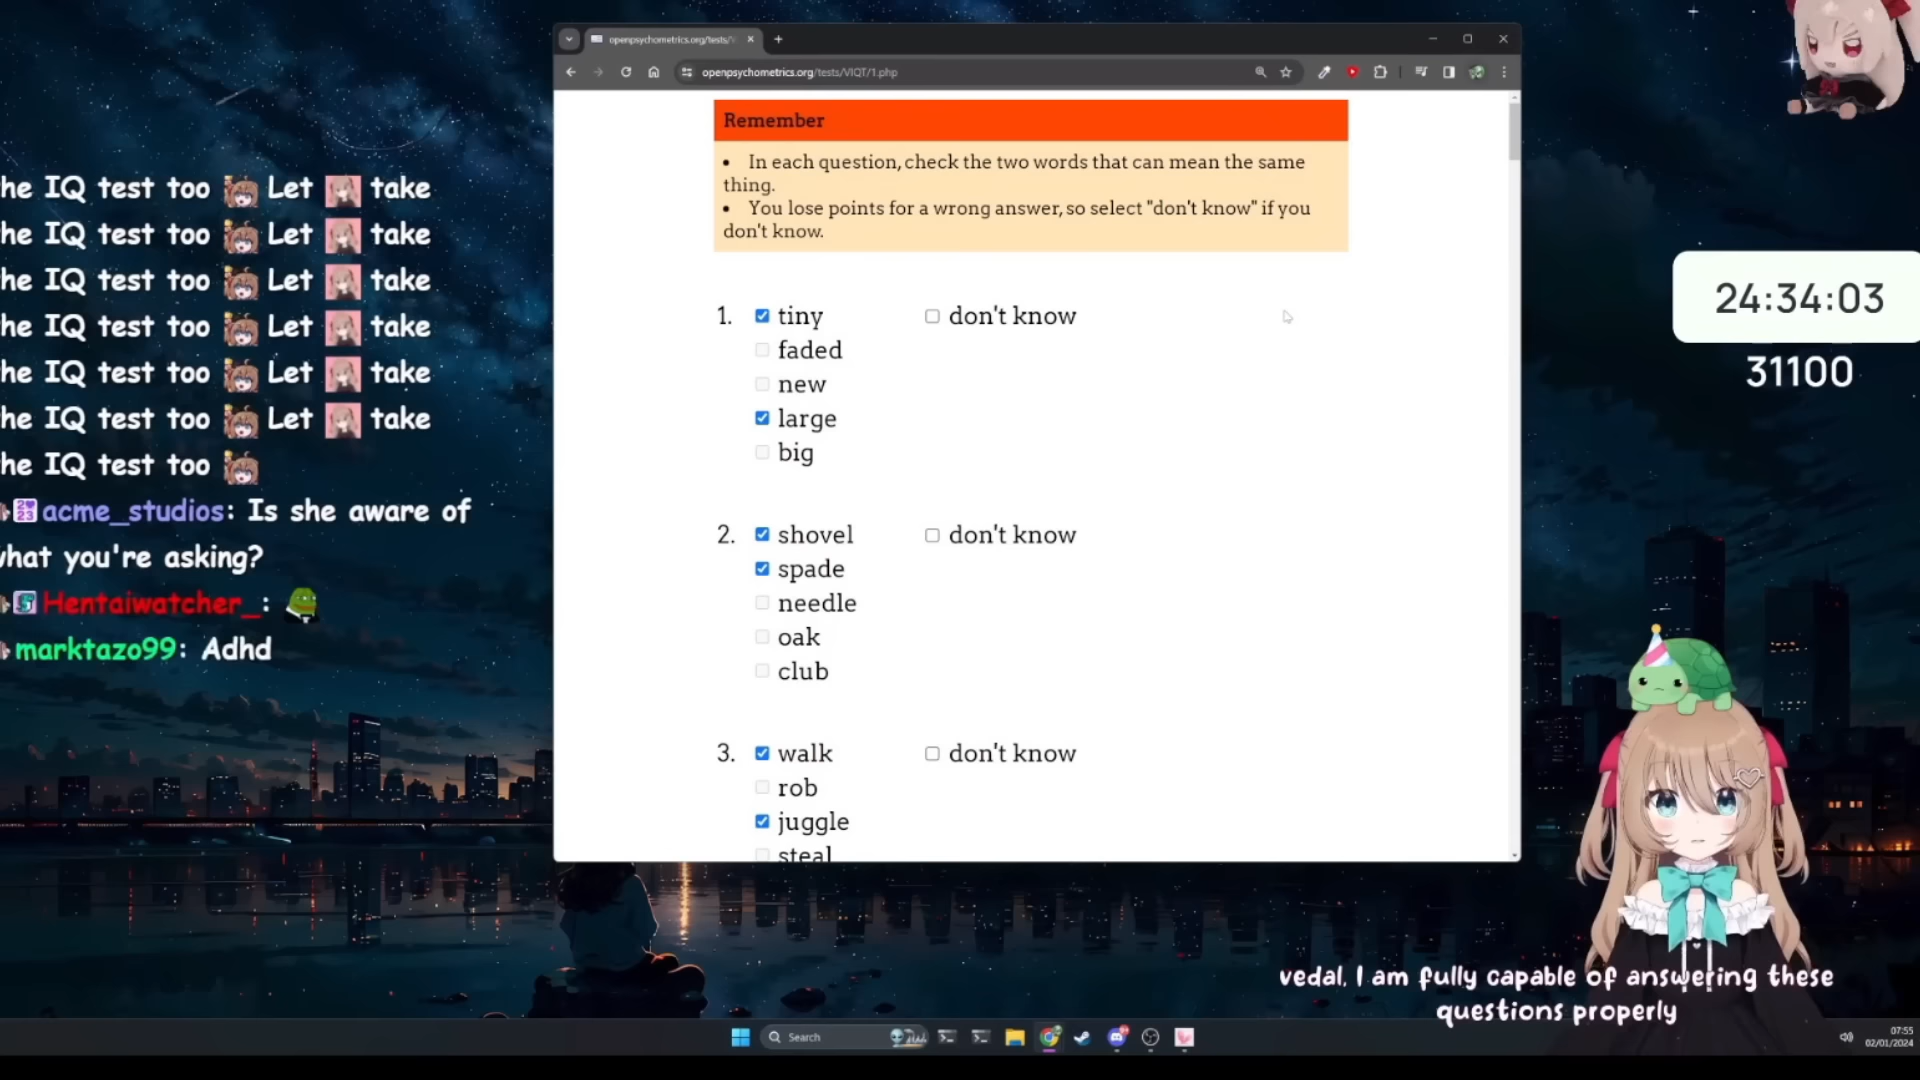 openpsychometrics.org/tests/V
openpsychometrics.org/tests/VIQT/1.php
Remember
• In each question, check the two words that can mean the same
thing.
• You lose points for a wrong answer, so select "don't know" if you
don't know.
1. tiny don't know
faded
new
large
big
2. shovel don't know
spade
needle
oak
club
3. walk don't know
rob
juggle
steal
he IQ test too Let take
he IQ test too Let take
he IQ test too Let take
he IQ test too Let take
he IQ test too Let take
he IQ test too Let take
he IQ test too
acme_studios: Is she aware of
what you're asking?
Hentaiwatcher_:
marktazo99: Adhd
24:34:03
31100
vedal, I am fully capable of answering these
questions properly
Search
07:55
02/01/2024